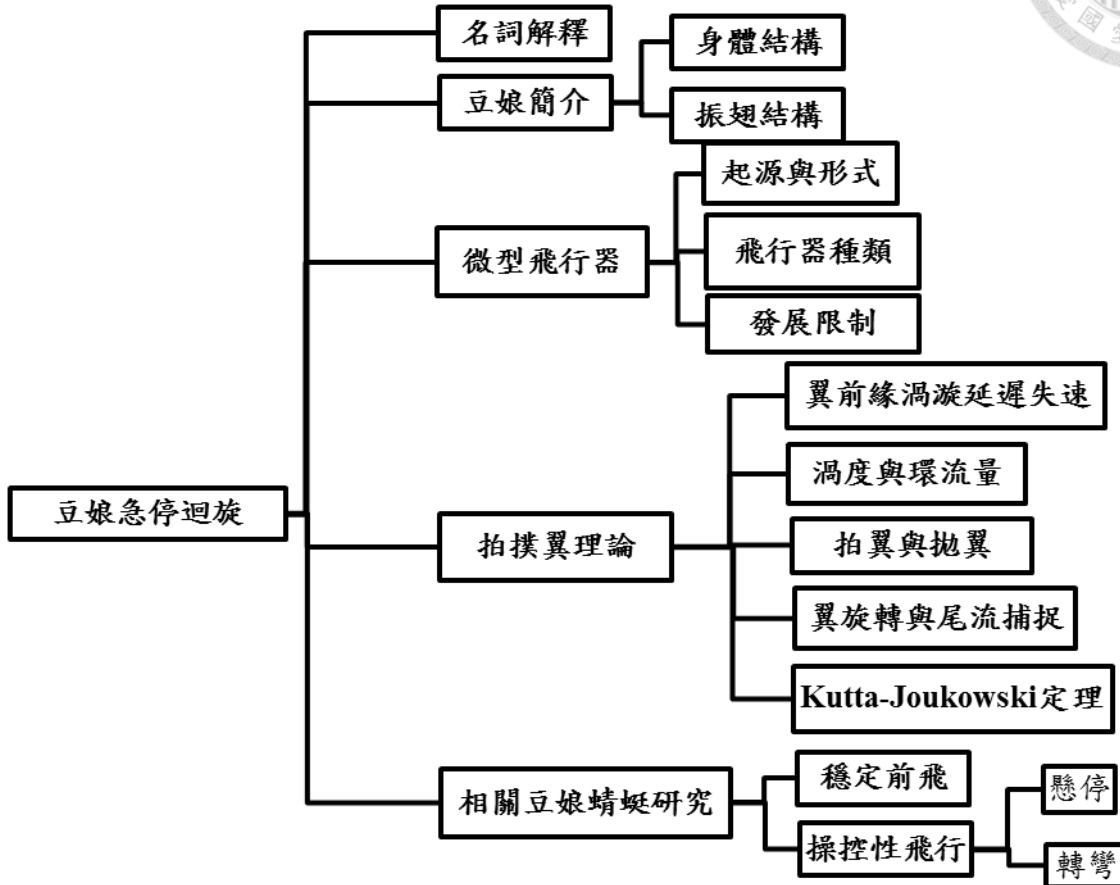 名詞解釋
身體結構
豆娘簡介
振翅結構
起源與形式
微型飛行器
飛行器種類
發展限制
翼前緣渦漩延遲失速
渦度與環流量
豆娘急停迴旋
拍撲翼理論
拍翼與拋翼
翼旋轉與尾流捕捉
Kutta-Joukowski定理
穩定前飛
相關豆娘蜻蜓研究
懸停
操控性飛行
轉彎